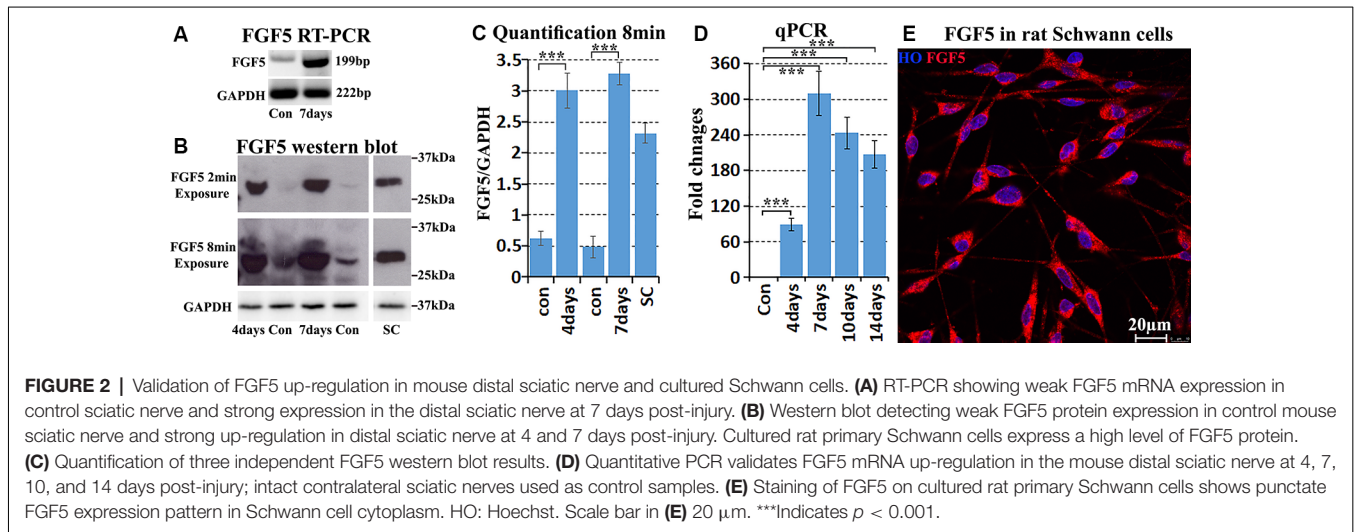 A
FGF5 RT-PCR
FGF5
199bp
GAPDH
222bp
Con 7days
B
FGF5 western blot
FGF5 2min
Exposure
-37kDa
-25kDa
FGF5 8min
Exposure
-37kDa
-25kDa
GAPDH
-37kDa
4days Con 7days Con SC
C Quantification 8min
FGF5/GAPDH
3.5
3
2.5
2
1.5
1
0.5
0
***
***
con
4days
con
7days
SC
D
qPCR
Fold chnages
360
300
240
180
120
60
0
***
***
***
***
Con
4days
7days
10days
14days
E FGF5 in rat Schwann cells
HO FGF5
20μm
FIGURE 2 | Validation of FGF5 up-regulation in mouse distal sciatic nerve and cultured Schwann cells. (A) RT-PCR showing weak FGF5 mRNA expression in
control sciatic nerve and strong expression in the distal sciatic nerve at 7 days post-injury. (B) Western blot detecting weak FGF5 protein expression in control mouse
sciatic nerve and strong up-regulation in distal sciatic nerve at 4 and 7 days post-injury. Cultured rat primary Schwann cells express a high level of FGF5 protein.
(C) Quantification of three independent FGF5 western blot results. (D) Quantitative PCR validates FGF5 mRNA up-regulation in the mouse distal sciatic nerve at 4, 7,
10, and 14 days post-injury; intact contralateral sciatic nerves used as control samples. (E) Staining of FGF5 on cultured rat primary Schwann cells shows punctate
FGF5 expression pattern in Schwann cell cytoplasm. HO: Hoechst. Scale bar in (E) 20 μm. ***Indicates p < 0.001.